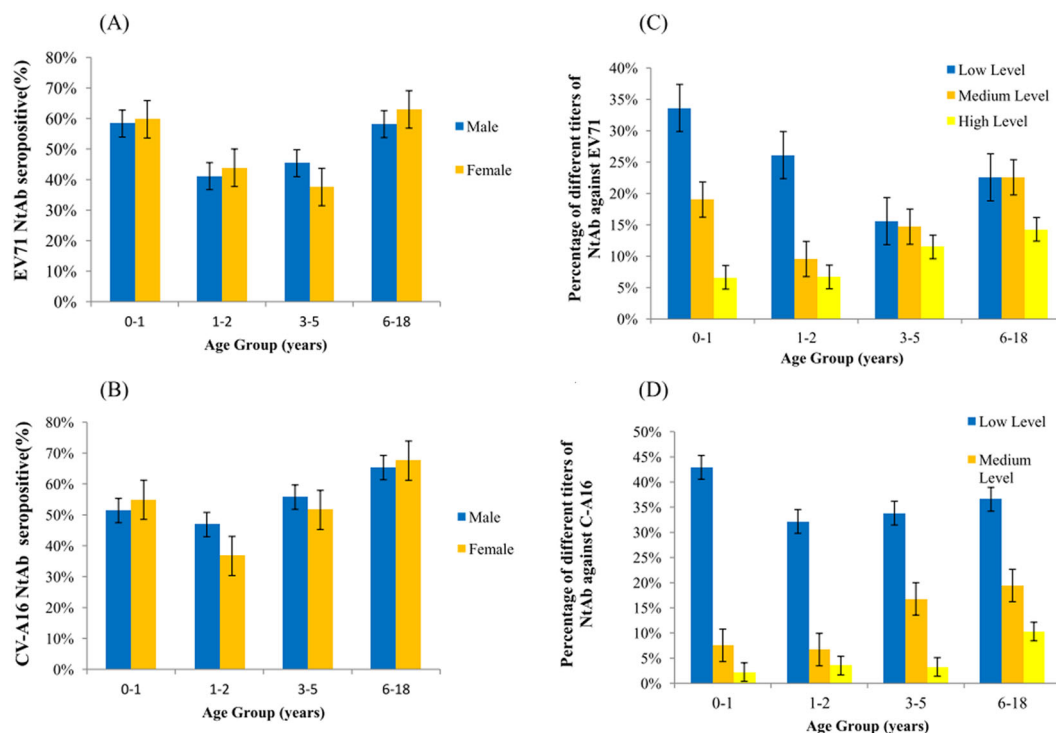 (A)
EV71 NtAb seropositive(%)
80%
70%
60%
50%
40%
30%
20%
10%
0%
0-1
1-2
3-5
6-18
Age Group (years)
Male
Female
(B)
CV-A16 NtAb seropositive(%)
80%
70%
60%
50%
40%
30%
20%
10%
0%
0-1
1-2
3-5
6-18
Age Group (years)
Male
Female
(C)
Percentage of different titers of
NtAb against EV71
40%
35%
30%
25%
20%
15%
10%
5%
0%
0-1
1-2
3-5
6-18
Age Group (years)
Low Level
Medium Level
High Level
(D)
Percentage of different titers of
NtAb against C-A16
50%
45%
40%
35%
30%
25%
20%
15%
10%
5%
0%
0-1
1-2
3-5
6-18
Age Group (years)
Low Level
Medium
Level